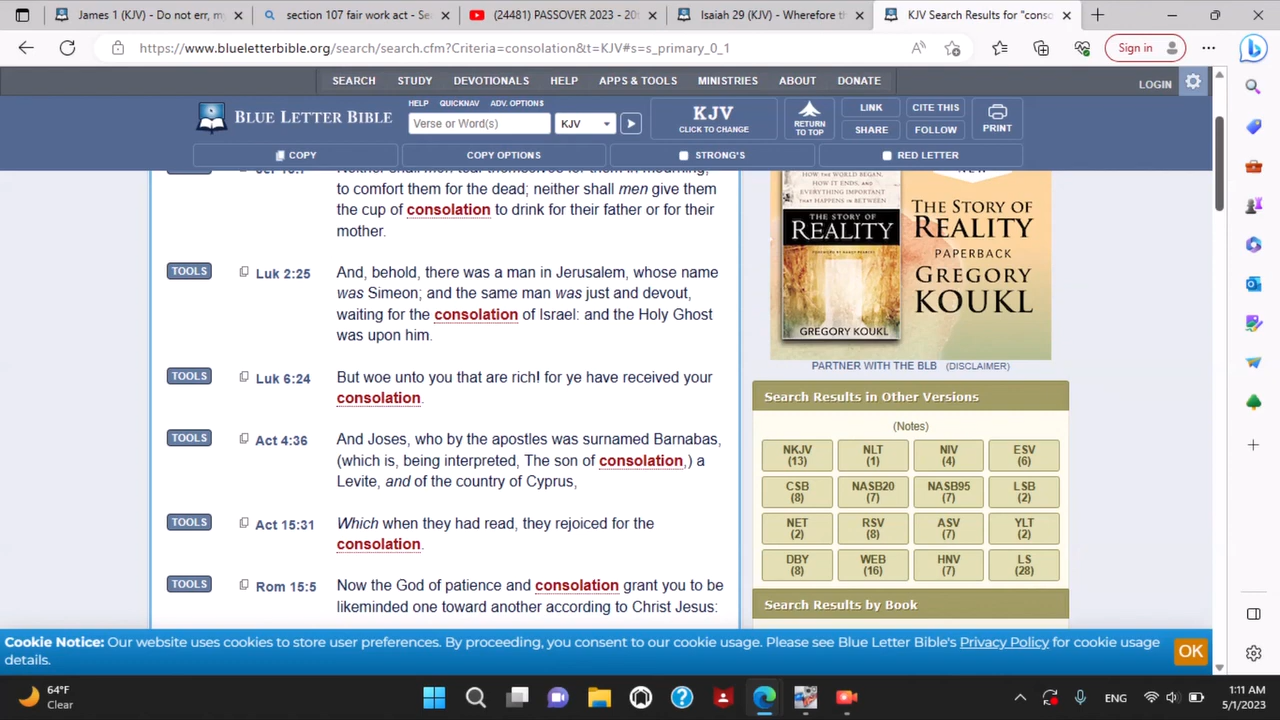 James 1 (KJV) - Do not err, my
section 107 fair work act - Se
(24481) PASSOVER 2023 - 20
Isaiah 29 (KJV) - Wherefore th
KJV Search Results for "conso
https://www.blueletterbible.org/search/search.cfm?Criteria=consolation&t=KJV#s=s_primary_0_1
Sign in
SEARCH STUDY DEVOTIONALS HELP APPS & TOOLS MINISTRIES ABOUT DONATE
LOGIN
BLUE LETTER BIBLE
HELP QUICKNAV ADV. OPTIONS
Verse or Word(s)
KJV
KJV
CLICK TO CHANGE
RETURN
TO TOP
LINK
CITE THIS
SHARE
FOLLOW
PRINT
COPY
COPY OPTIONS
STRONG'S
RED LETTER
to comfort them for the dead; neither shall men give them
the cup of consolation to drink for their father or for their
mother.
TOOLS
Luk 2:25
And, behold, there was a man in Jerusalem, whose name
was Simeon; and the same man was just and devout,
waiting for the consolation of Israel: and the Holy Ghost
was upon him.
TOOLS
Luk 6:24
But woe unto you that are rich! for ye have received your
consolation.
TOOLS
Act 4:36
And Joses, who by the apostles was surnamed Barnabas,
(which is, being interpreted, The son of consolation,) a
Levite, and of the country of Cyprus,
TOOLS
Act 15:31
Which when they had read, they rejoiced for the
consolation.
TOOLS
Rom 15:5
Now the God of patience and consolation grant you to be
likeminded one toward another according to Christ Jesus:
HOW THE WORLD BEGAN,
HOW IT ENDS, AND
EVERYTHING IMPORTANT
THAT HAPPENS IN BETWEEN
THE STORY OF
REALITY
GREGORY KOUKL
THE STORY OF
REALITY
PAPERBACK
GREGORY
KOUKL
PARTNER WITH THE BLB (DISCLAIMER)
Search Results in Other Versions
(Notes)
NKJV
(13)
NLT
(1)
NIV
(4)
ESV
(6)
CSB
(8)
NASB20
(7)
NASB95
(7)
LSB
(2)
NET
(2)
RSV
(8)
ASV
(7)
YLT
(2)
DBY
(8)
WEB
(16)
HNV
(7)
LS
(28)
Search Results by Book
Cookie Notice: Our website uses cookies to store user preferences. By proceeding, you consent to our cookie usage. Please see Blue Letter Bible's Privacy Policy for cookie usage
details.
OK
64°F
Clear
ENG
1:11 AM
5/1/2023